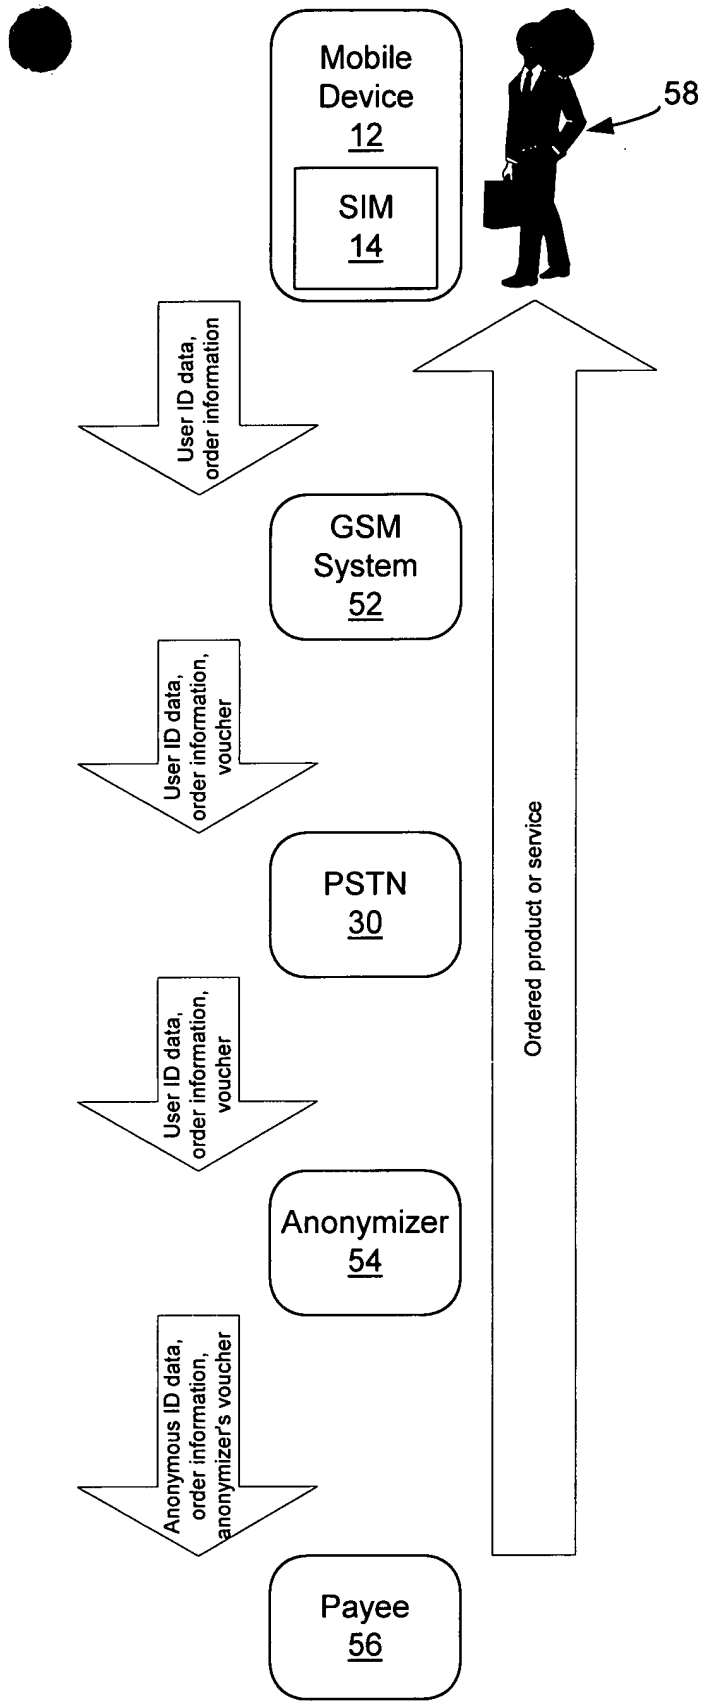 Mobile
Device
12
SIM
14
58
User ID data,
order information
GSM
System
52
User ID data,
order information,
voucher
PSTN
30
Ordered product or service
User ID data,
order information,
voucher
Anonymizer
54
Anonymous ID data,
order information,
anonymizer's voucher
Payee
56